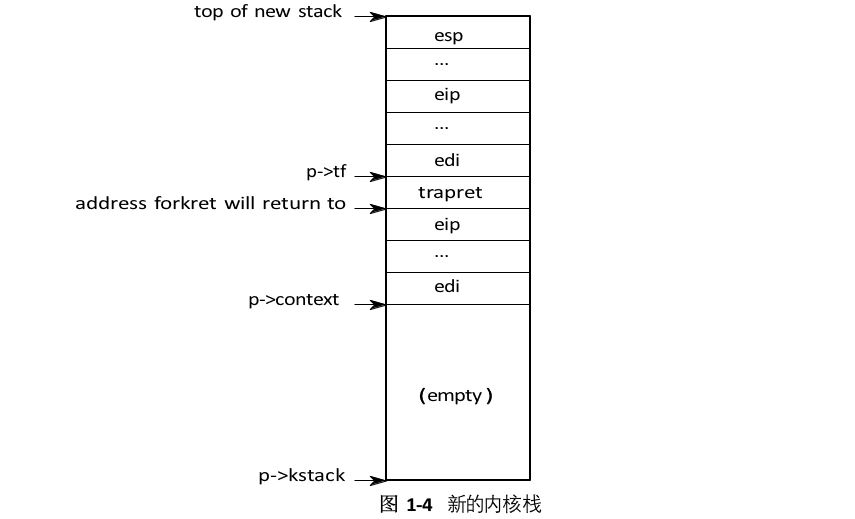 top of new stack
esp
...
eip
...
edi
p->tf
trapret
address forkret will return to
eip
...
edi
p->context
(empty)
p->kstack
图 1-4 新的内核栈